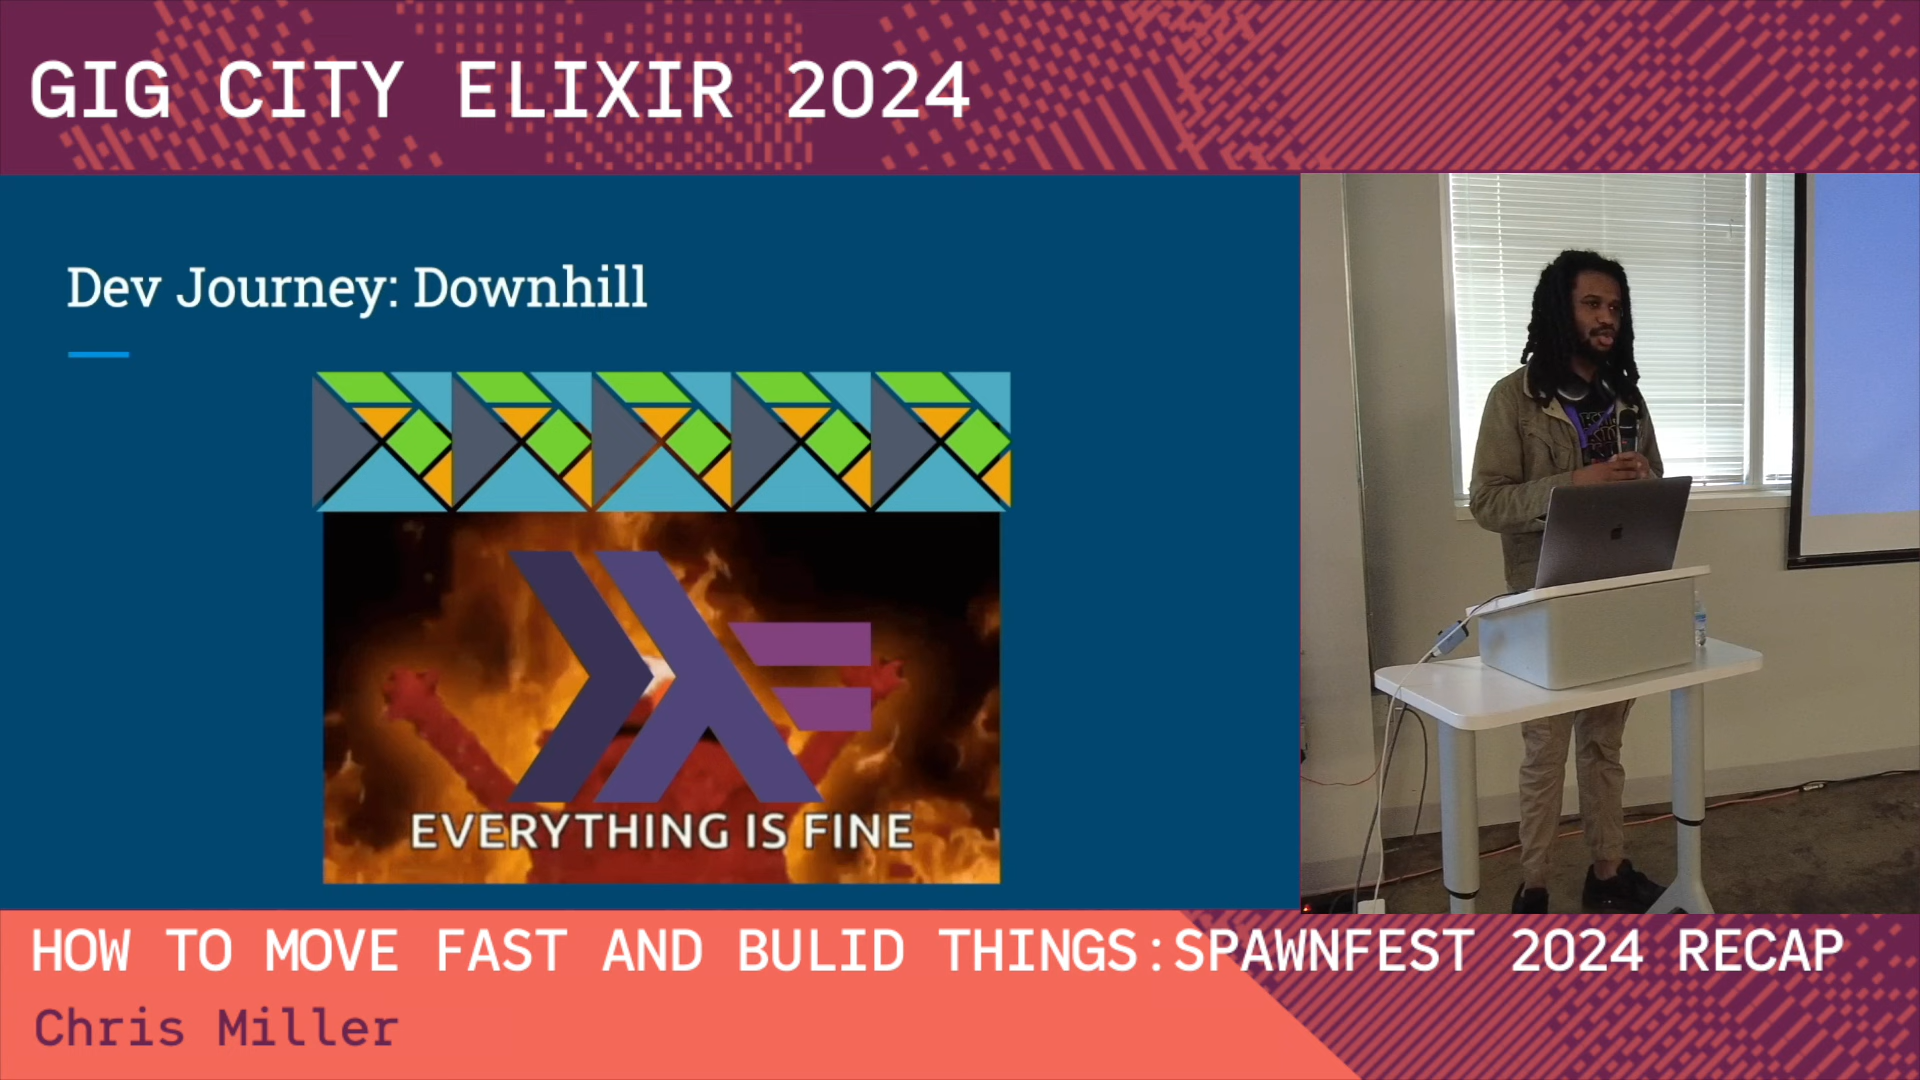 GIG CITY ELIXIR 2024
Dev Journey: Downhill
EVERYTHING IS FINE
HOW TO MOVE FAST AND BULID THINGS:SPAWNFEST 2024 RECAP
Chris Miller